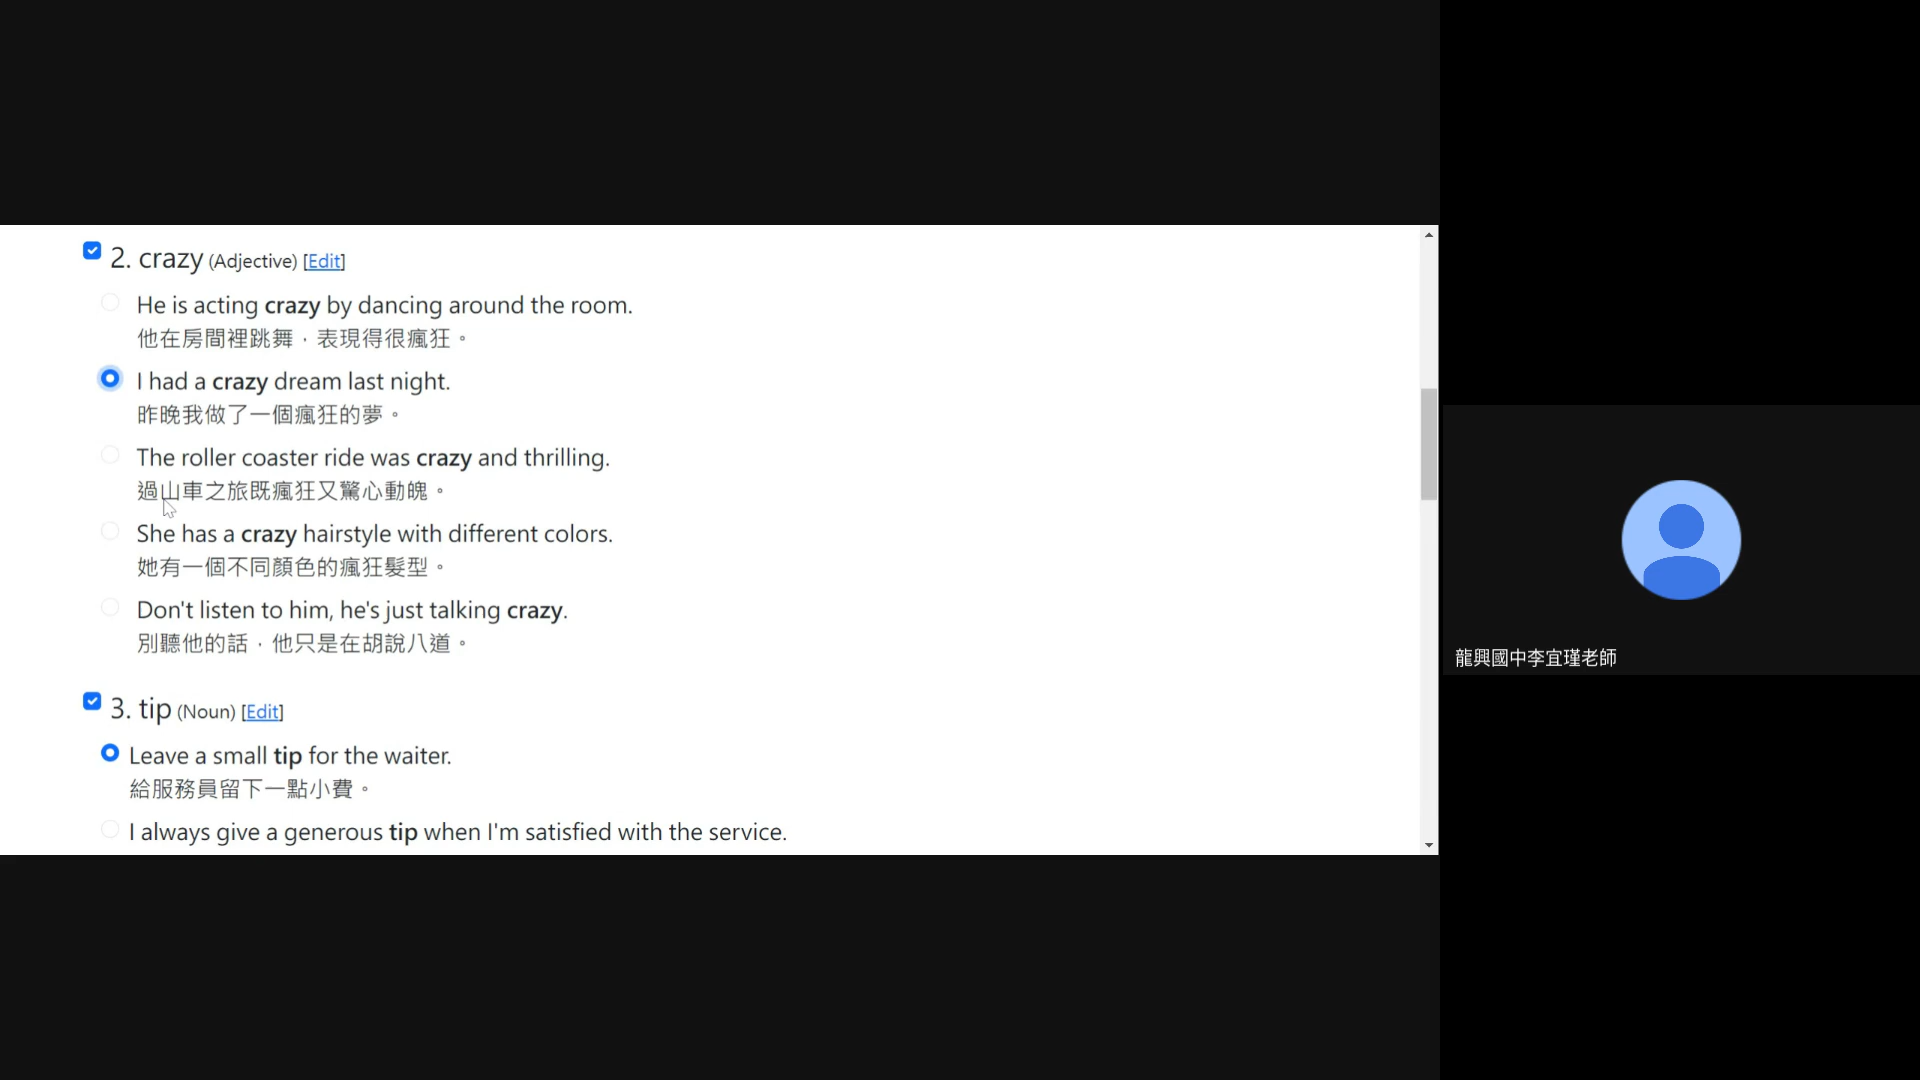 2. crazy (Adjective) [Edit]
He is acting crazy by dancing around the room.
他在房間裡跳舞，表現得很瘋狂。
I had a crazy dream last night.
昨晚我做了一個瘋狂的夢。
The roller coaster ride was crazy and thrilling.
過山車之旅既瘋狂又驚心動魄。
She has a crazy hairstyle with different colors.
她有一個不同顏色的瘋狂髮型。
Don't listen to him, he's just talking crazy.
別聽他的話，他只是在胡說八道。
3. tip (Noun) [Edit]
Leave a small tip for the waiter.
給服務員留下一點小費。
I always give a generous tip when I'm satisfied with the service.
龍興國中李宜瑾老師